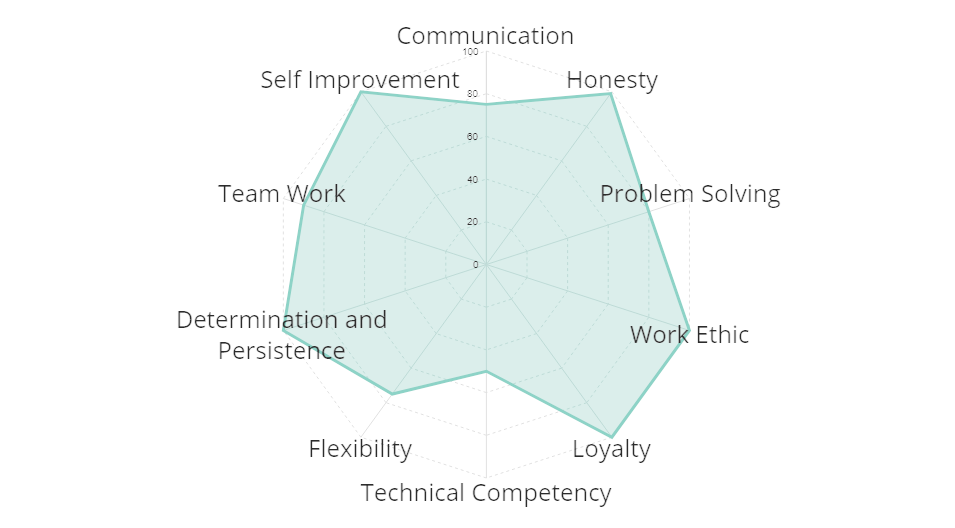 Communication
100
Self Improvement
Honesty
80
60
Team Work
Problem Solving
40
20
0
Determination and
Persistence
Work Ethic
Flexibility
Loyalty
Technical Competency